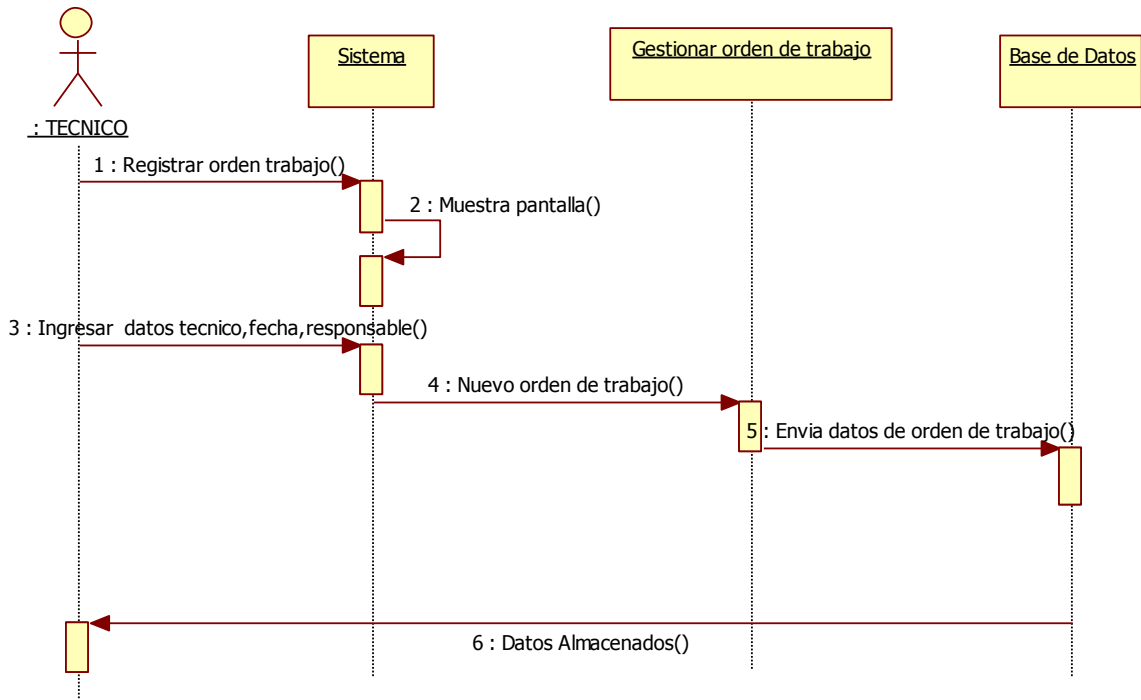 Sistema
Gestionar orden de trabajo
Base de Datos
: TECNICO
1 : Registrar orden trabajo()
2 : Muestra pantalla()
3 : Ingresar  datos tecnico,fecha,responsable()
4 : Nuevo orden de trabajo()
5 : Envia datos de orden de trabajo()
6 : Datos Almacenados()